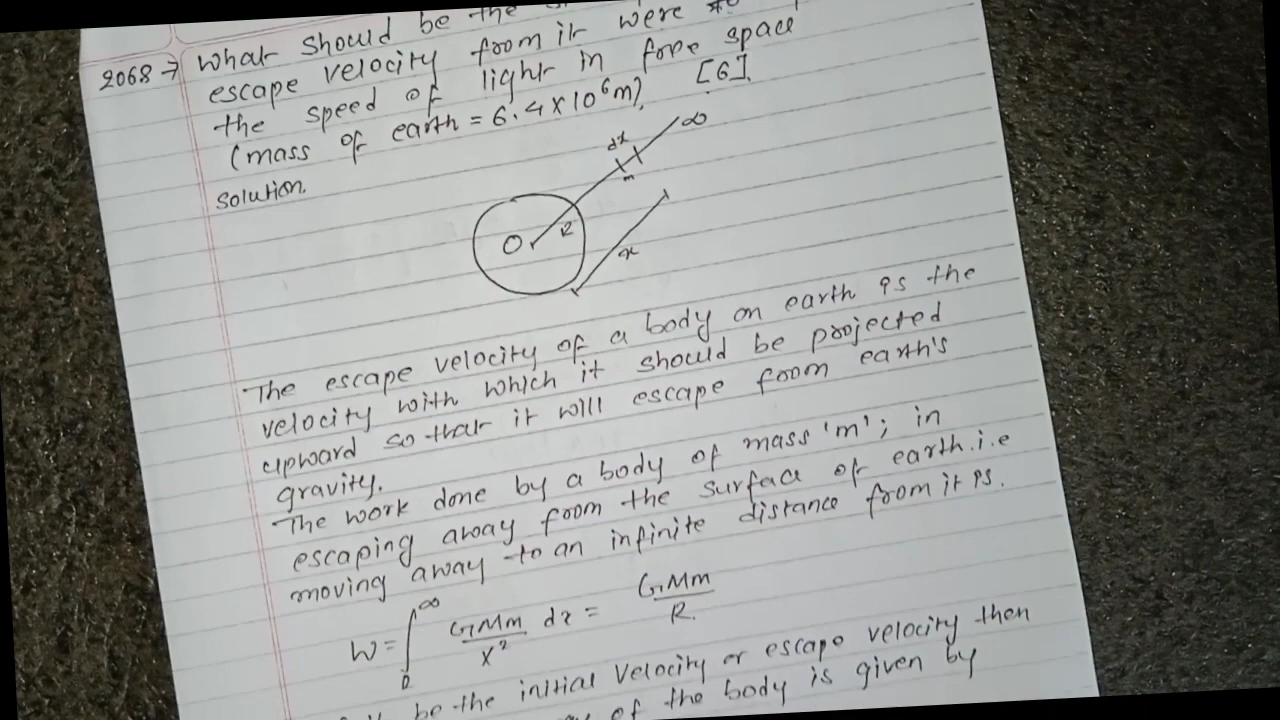 2068 → What should be the
escape velocity from it were
the speed of light in free space
(mass of earth = 6.4 × 10⁶m). [6].
solution.
∞
dx
m
O R
x
The escape velocity of a body on earth is the
velocity with which it should be projected
upward so that it will escape from earth's
gravity.
The work done by a body of mass 'm'; in
escaping away from the surface of earth. i.e
moving away to an infinite distance from it is.
W = ∫₀^∞ GMm/x² dx = GMm/R.
be the initial velocity or escape velocity then
of the body is given by